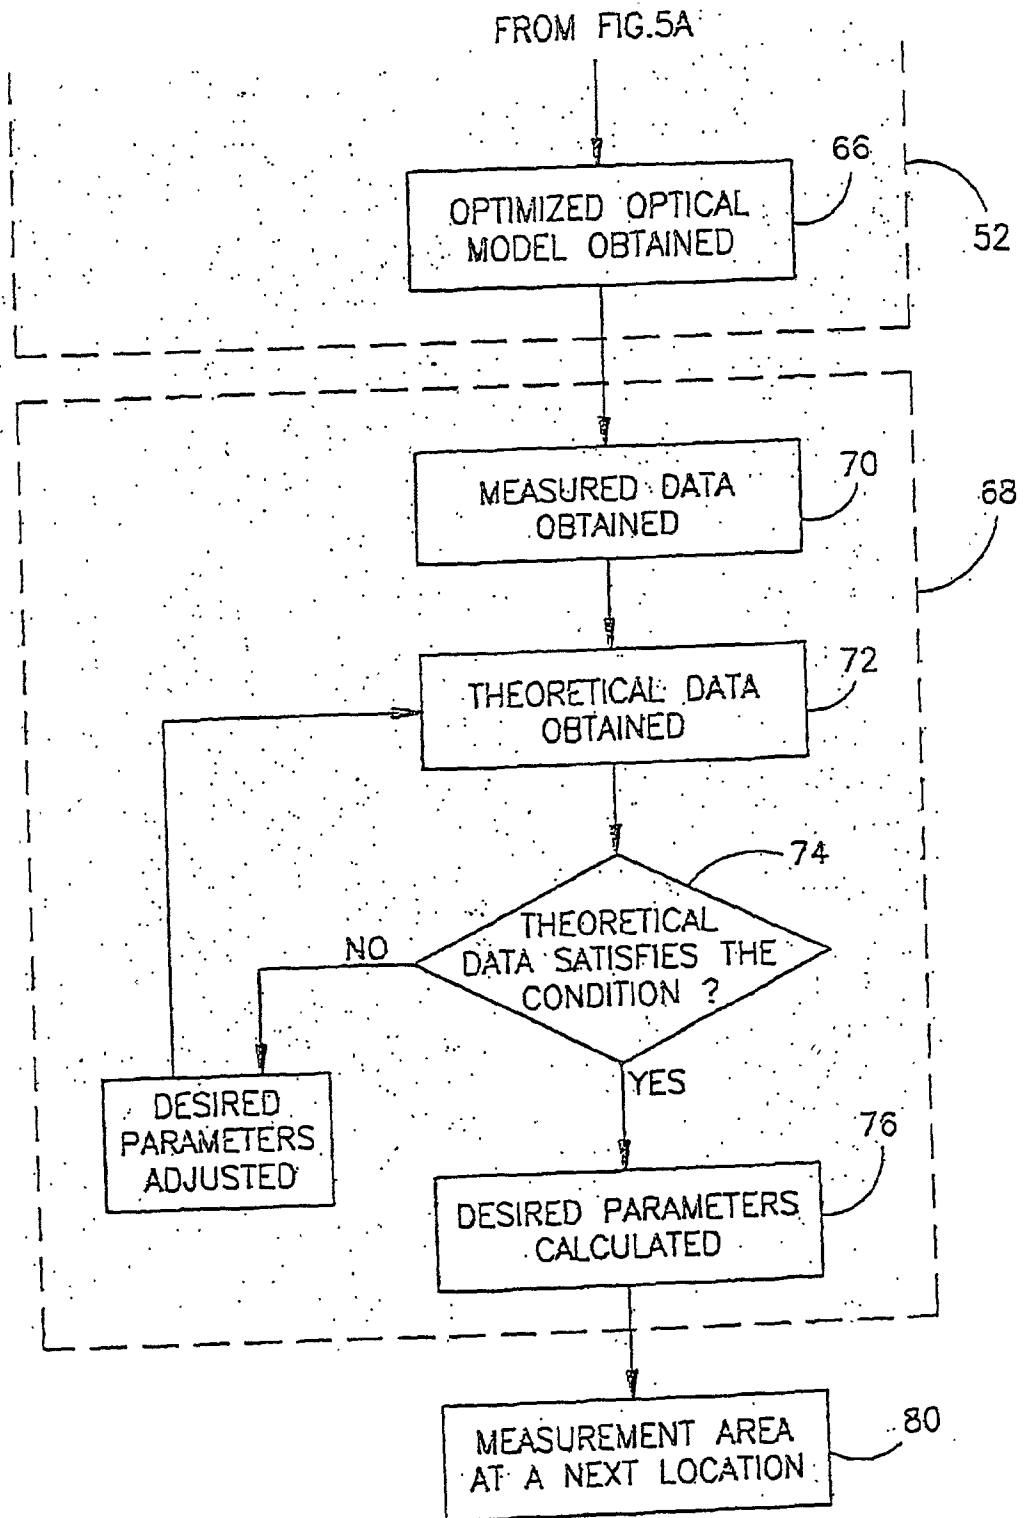 FROM FIG.5A
66
OPTIMIZED OPTICAL
MODEL OBTAINED
52
70
MEASURED DATA
OBTAINED
68
72
THEORETICAL DATA
OBTAINED
74
THEORETICAL
DATA SATISFIES THE
CONDITION ?
NO
YES
DESIRED
PARAMETERS
ADJUSTED
76
DESIRED PARAMETERS
CALCULATED
80
MEASUREMENT AREA
AT A NEXT LOCATION